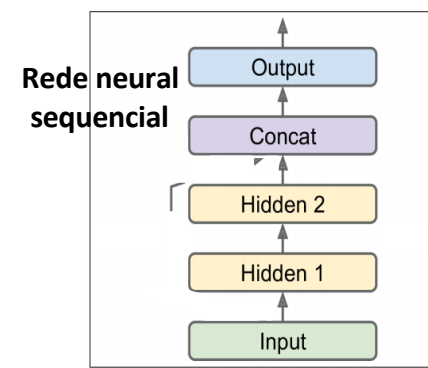 Rede neural
sequencial
Output
Concat
Hidden 2
Hidden 1
Input